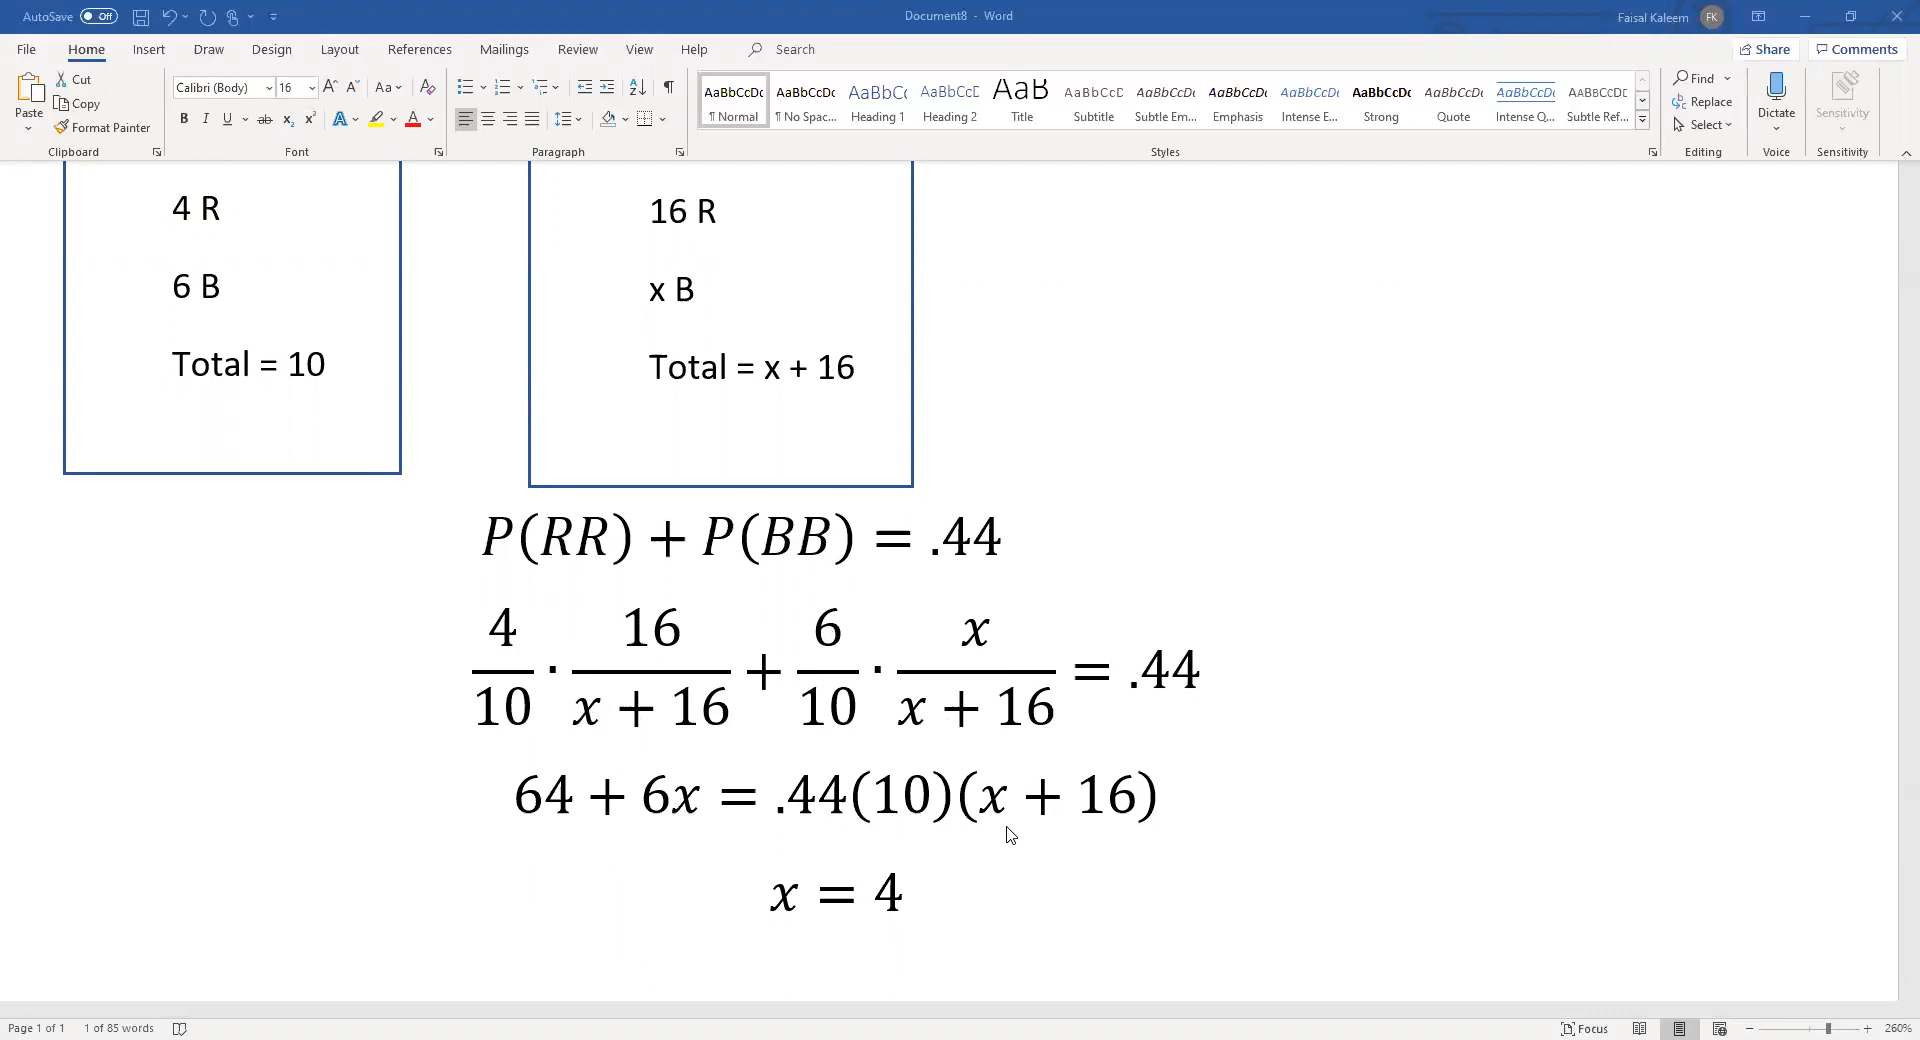 AutoSave Off Document8 - Word Faisal Kaleem FK
File Home Insert Draw Design Layout References Mailings Review View Help Search Share Comments
Paste Cut Copy Format Painter
Calibri (Body) 16
AaBbCcDc AaBbCcDc AaBbC( AaBbCcD AaB AaBbCcD AaBbCcDc AaBbCcDc AaBbCcDc AaBbCcDc AaBbCcDc AaBbCcDc AABBCCDD
¶ Normal ¶ No Spac... Heading 1 Heading 2 Title Subtitle Subtle Em... Emphasis Intense E... Strong Quote Intense Q... Subtle Ref...
Find Replace Select
Dictate Sensitivity
Clipboard Font Paragraph Styles Editing Voice Sensitivity
4 R
6 B
Total = 10
16 R
x B
Total = x + 16
P(RR) + P(BB) = .44
4/10 · 16/(x + 16) + 6/10 · x/(x + 16) = .44
64 + 6x = .44(10)(x + 16)
x = 4
Page 1 of 1 1 of 85 words Focus 260%